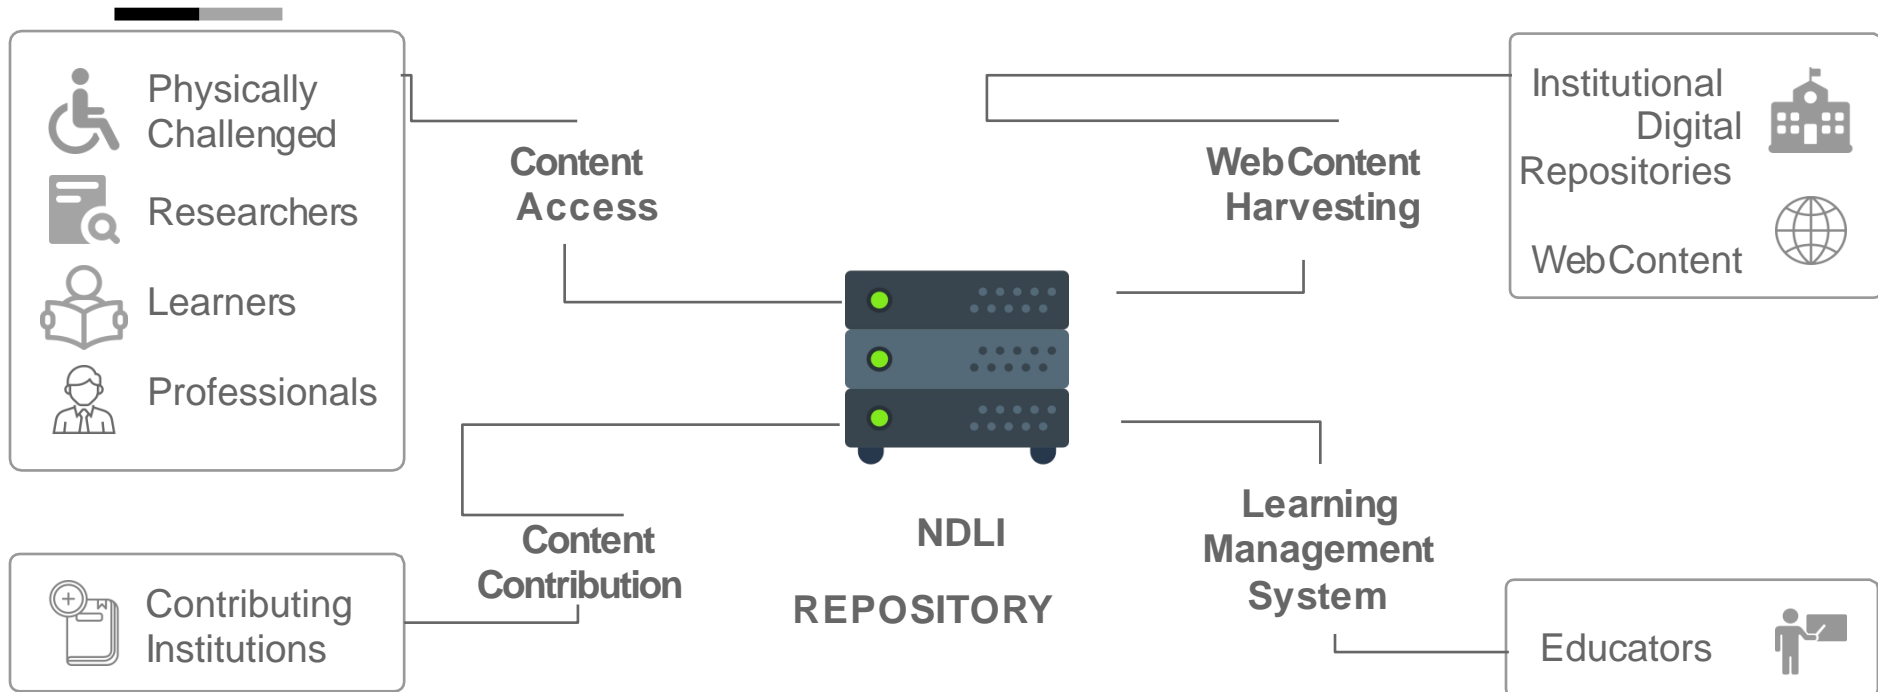 Physically
Challenged
Researchers
Learners
Professionals
Content
Access
Web Content
Harvesting
Institutional
Digital
Repositories
Web Content
Content
Contribution
NDLI
REPOSITORY
Learning
Management
System
Contributing
Institutions
Educators